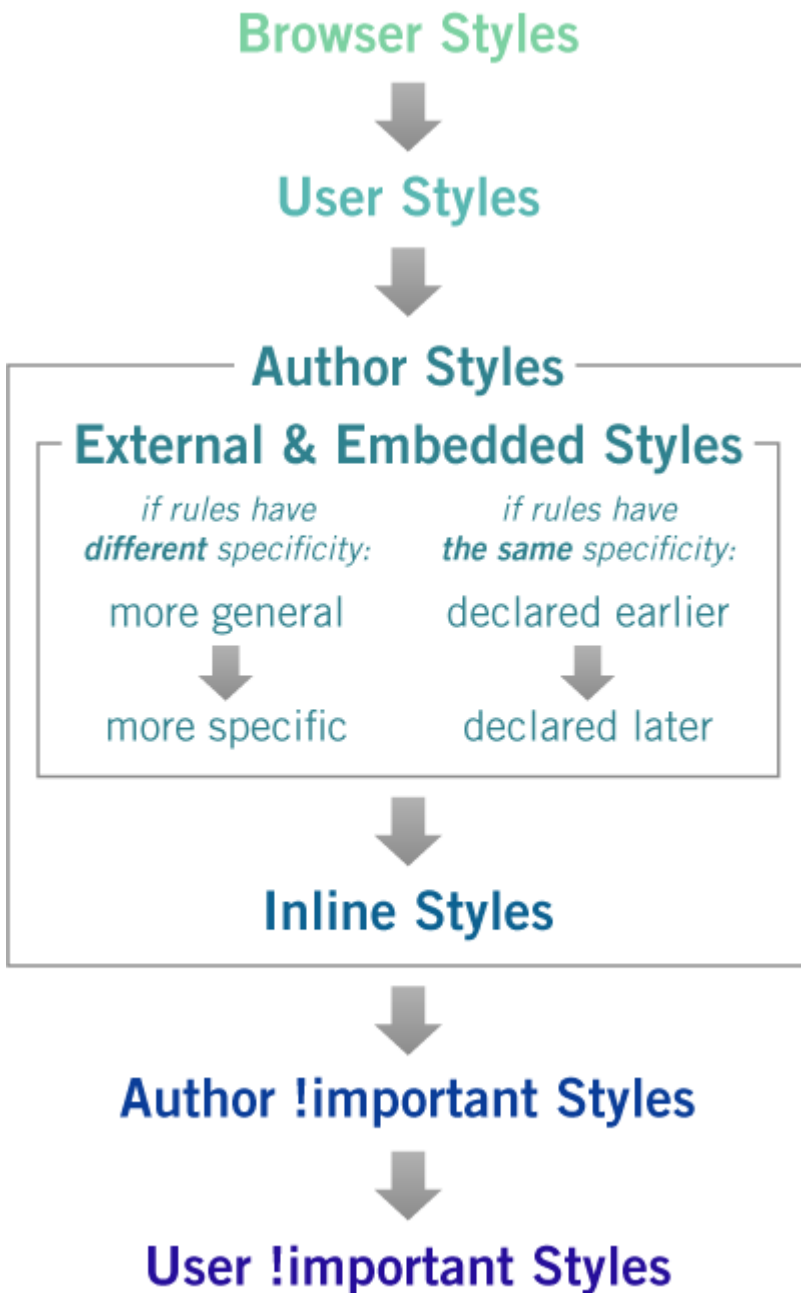 Browser Styles
User Styles
Author Styles
External & Embedded Styles
if rules have
different specificity:
more general
more specific
if rules have
the same specificity:
declared earlier
declared later
Inline Styles
Author !important Styles
User !important Styles